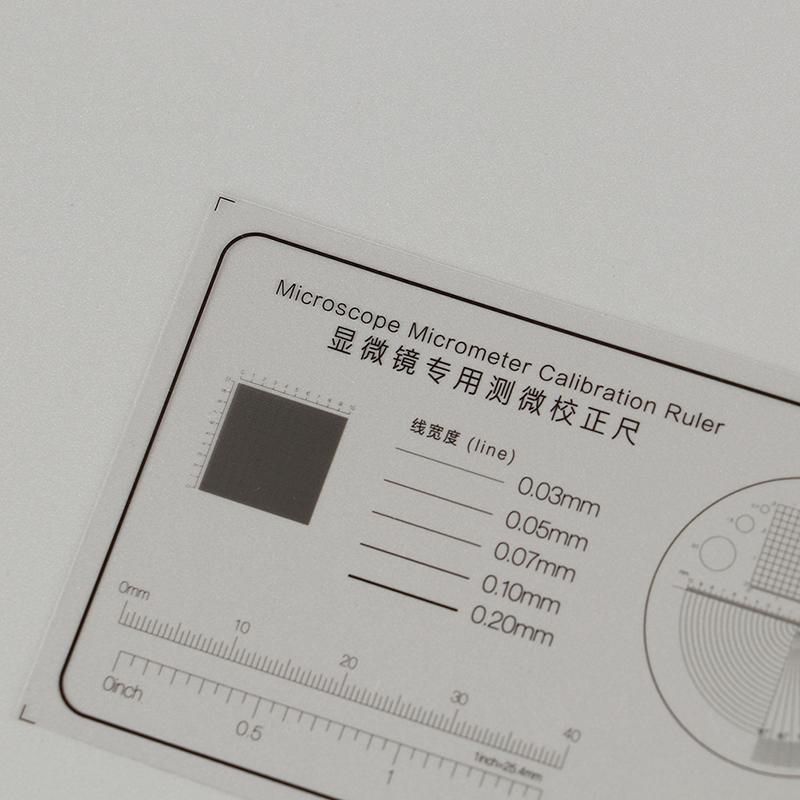 Microscope Micrometer Calibration Ruler
显微镜专用测微校正尺
线宽度 (line)
0.03mm
0.05mm
0.07mm
0.10mm
0.20mm
0mm 10 20 30 40
0inch 0.5 1
1inch=25.4mm